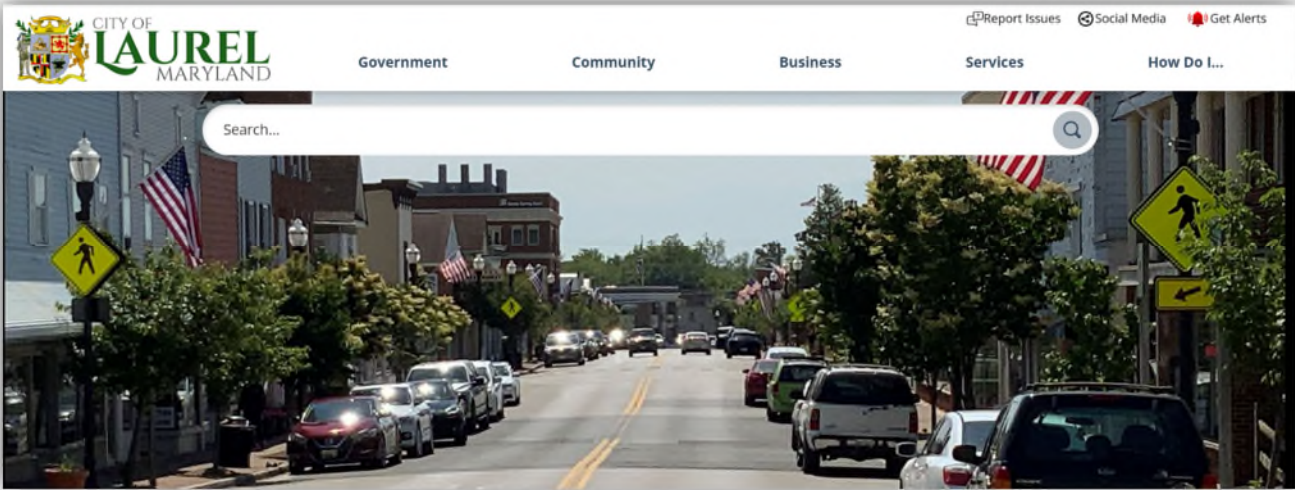 Report Issues Social Media Get Alerts
CITY OF
LAUREL
MARYLAND
Government Community Business Services How Do I...
Search...